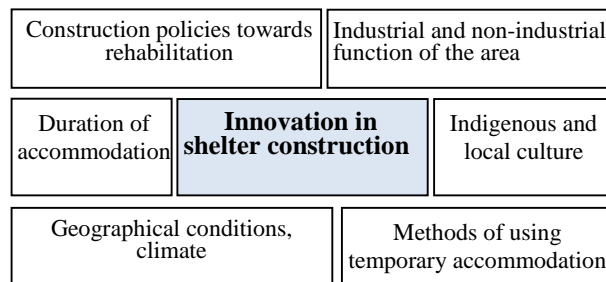 Construction policies towards
rehabilitation
Industrial and non-industrial
function of the area
Duration of
accommodation
Innovation in
shelter construction
Indigenous and
local culture
Geographical conditions,
climate
Methods of using
temporary accommodation